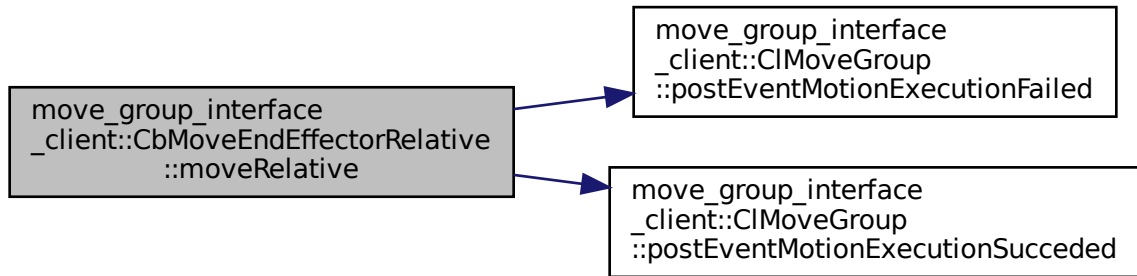 move_group_interface
_client::CbMoveEndEffectorRelative
::moveRelative
move_group_interface
_client::ClMoveGroup
::postEventMotionExecutionFailed
move_group_interface
_client::ClMoveGroup
::postEventMotionExecutionSucceded